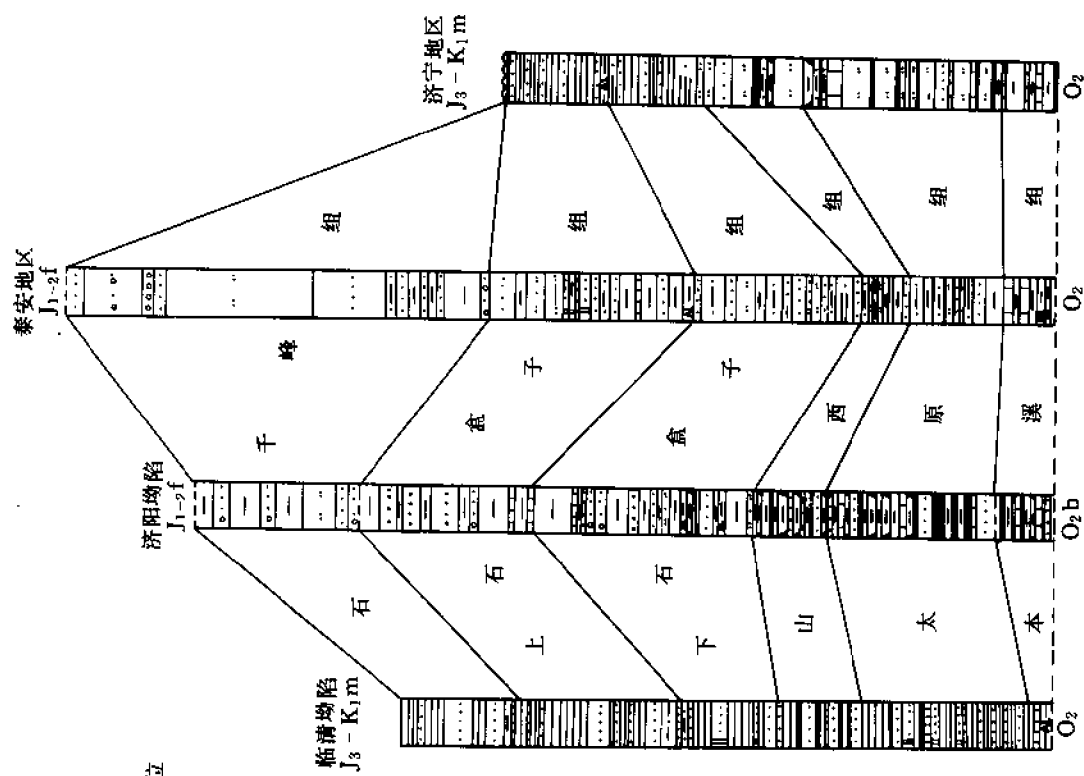 位
临清坳陷
J₃-K₁m
济阳坳陷
J₁₋₂f
泰安地区
J₁₋₂f
济宁地区
J₃-K₁m
石 千 峰 组
上 石 盒 子 组
下 石 盒 子 组
山 西 组
太 原 组
本 溪 组
O₂
O₂b
O₂
O₂